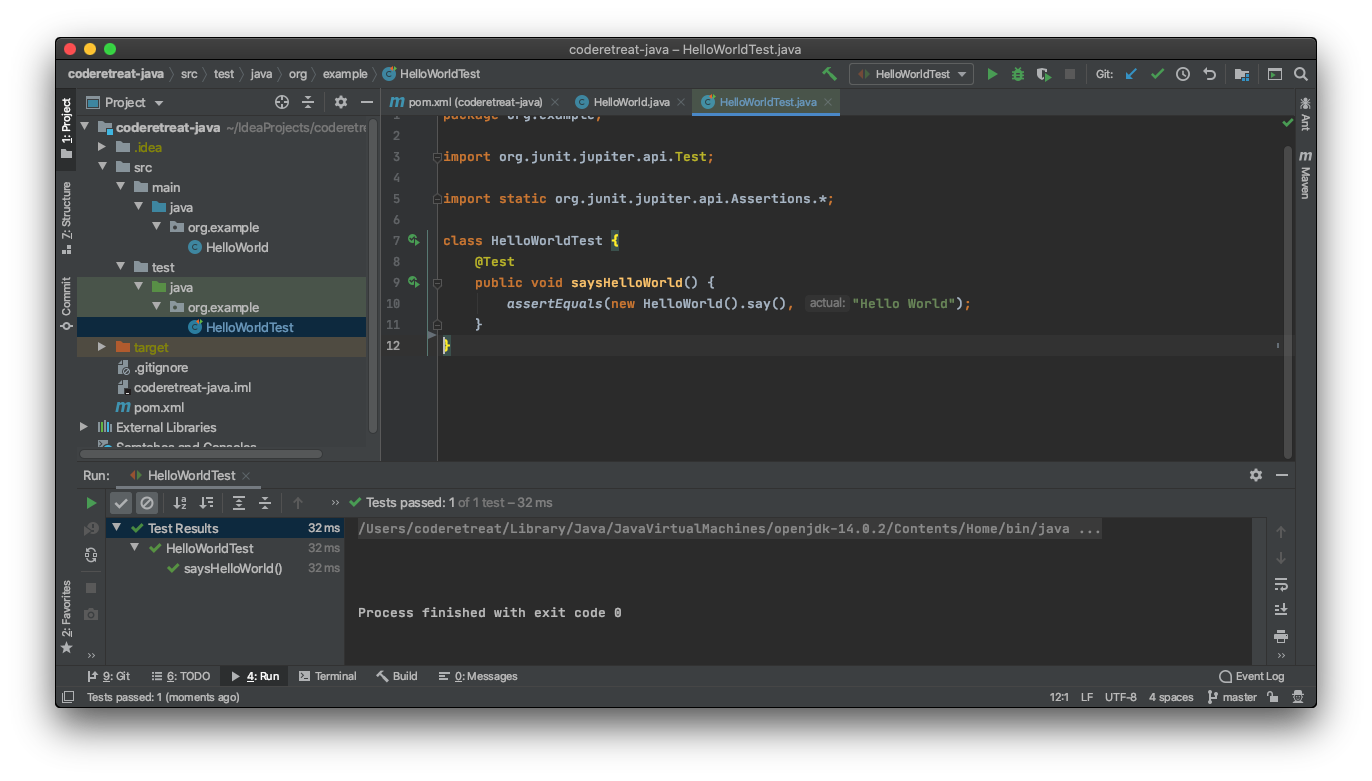 coderetreat-java – HelloWorldTest.java
coderetreat-java src test java org example HelloWorldTest
HelloWorldTest
Git:
1: Project
Z: Structure
Commit
2: Favorites
Project
coderetreat-java ~/IdeaProjects/coderetre
.idea
src
main
java
org.example
HelloWorld
test
java
org.example
HelloWorldTest
target
.gitignore
coderetreat-java.iml
pom.xml
External Libraries
Scratches and Consoles
pom.xml (coderetreat-java) HelloWorld.java HelloWorldTest.java
1 package org.example;
2
3 import org.junit.jupiter.api.Test;
4
5 import static org.junit.jupiter.api.Assertions.*;
6
7 class HelloWorldTest {
8 @Test
9 public void saysHelloWorld() {
10 assertEquals(new HelloWorld().say(), actual: "Hello World");
11 }
12 }
Ant
Maven
Run: HelloWorldTest
Tests passed: 1 of 1 test – 32 ms
Test Results 32 ms
HelloWorldTest 32 ms
saysHelloWorld() 32 ms
/Users/coderetreat/Library/Java/JavaVirtualMachines/openjdk-14.0.2/Contents/Home/bin/java ...
Process finished with exit code 0
9: Git 6: TODO 4: Run Terminal Build 0: Messages Event Log
Tests passed: 1 (moments ago) 12:1 LF UTF-8 4 spaces master